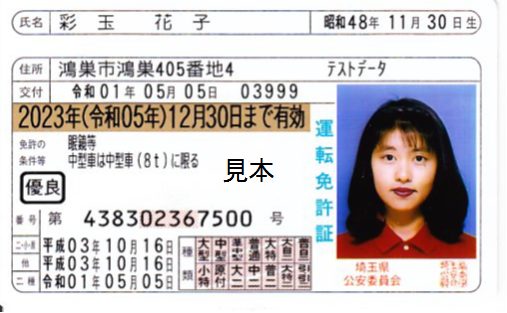 氏名 彩玉 花子 昭和48年11月30日生
住所 鴻巣市鴻巣405番地4 テストデータ
交付 令和01年05月05日 03999
2023年(令和05年)12月30日まで有効
免許の 眼鏡等
条件等 中型車は中型車(8t)に限る
見本
優良
番号 第 438302367500 号
二・小・原 平成03年10月16日
他 平成03年10月16日
二種 令和01年05月05日
種類 大型 中型 準中型 普通 大特 大自二 普自二
小特 原付 大二 中二 普二 大特二 引引二
運転免許証
埼玉県
公安委員会